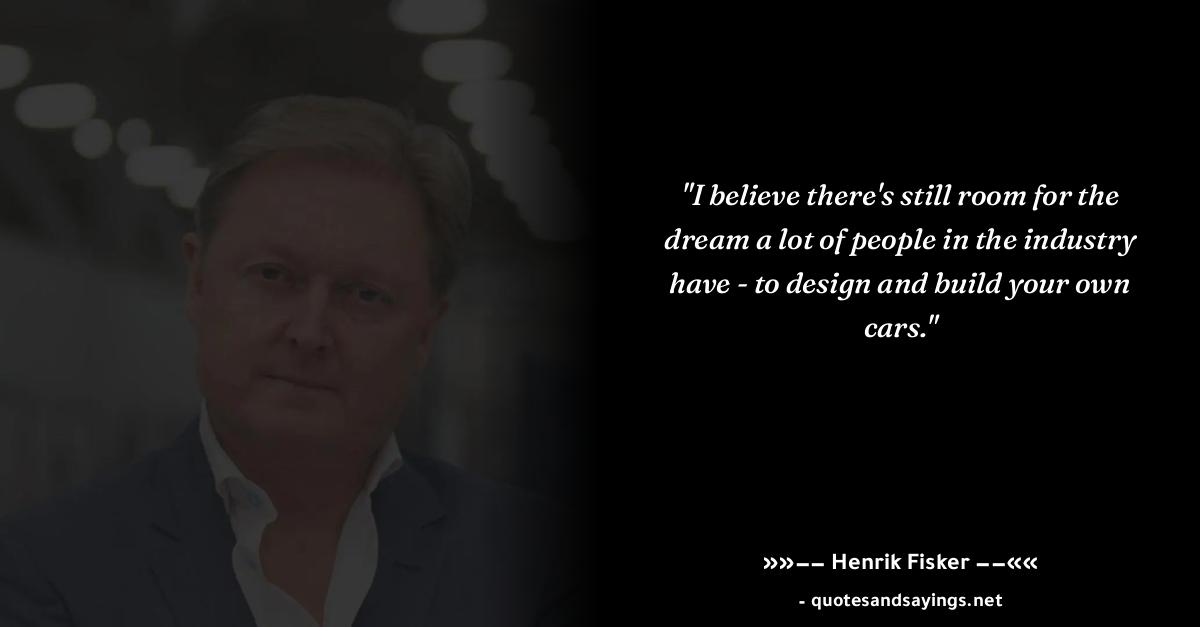 "I believe there's still room for the
dream a lot of people in the industry
have - to design and build your own
cars."
»»–– Henrik Fisker ––««
- quotesandsayings.net